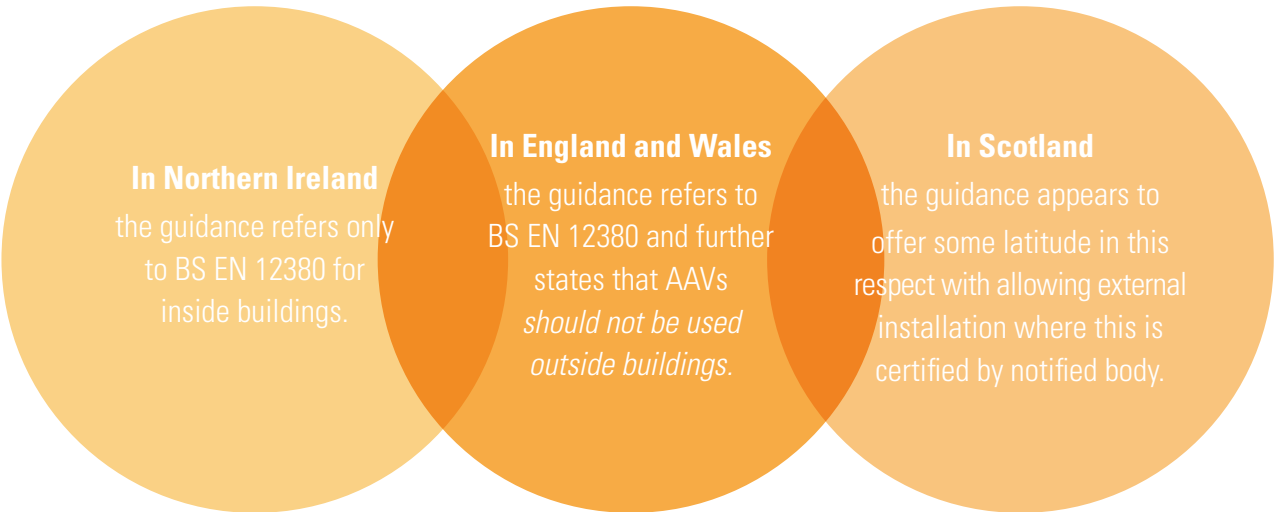 In Northern Ireland
the guidance refers only
to BS EN 12380 for
inside buildings.
In England and Wales
the guidance refers to
BS EN 12380 and further
states that AAVs
should not be used
outside buildings.
In Scotland
the guidance appears to
offer some latitude in this
respect with allowing external
installation where this is
certified by notified body.